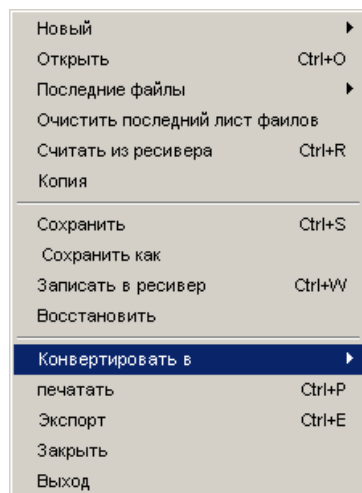 Новый
Открыть Ctrl+O
Последние файлы
Очистить последний лист фаилов
Считать из ресивера Ctrl+R
Копия
Сохранить Ctrl+S
Сохранить как
Записать в ресивер Ctrl+W
Восстановить
Конвертировать в
печатать Ctrl+P
Экспорт Ctrl+E
Закрыть
Выход